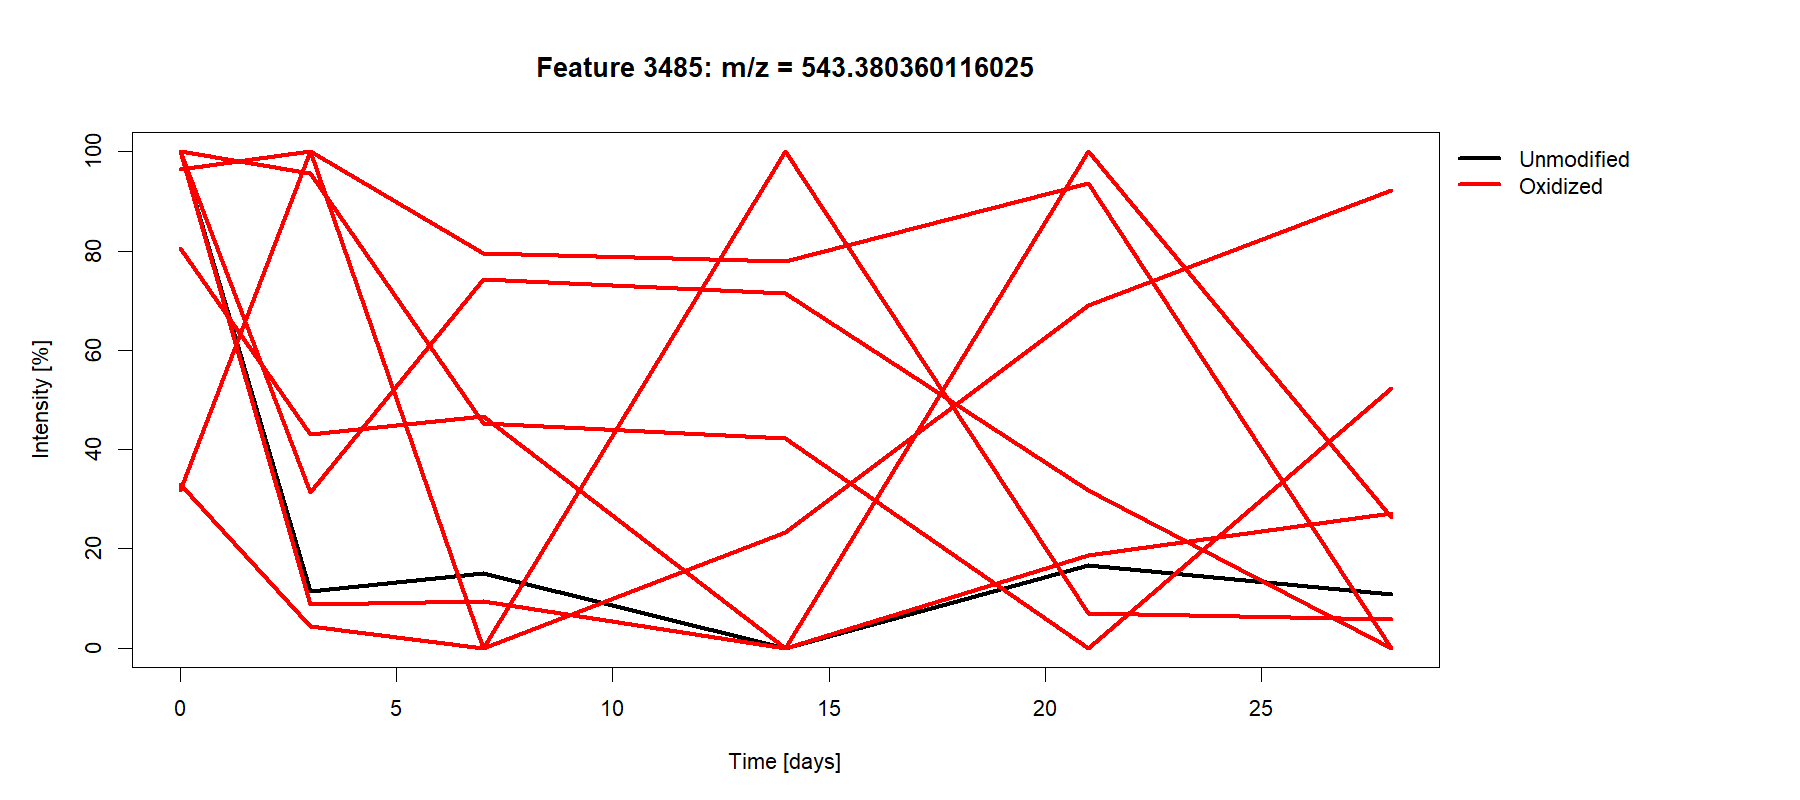 Feature 3485: m/z = 543.380360116025
Unmodified
Oxidized
Intensity [%]
100
80
60
40
20
0
0 5 10 15 20 25
Time [days]